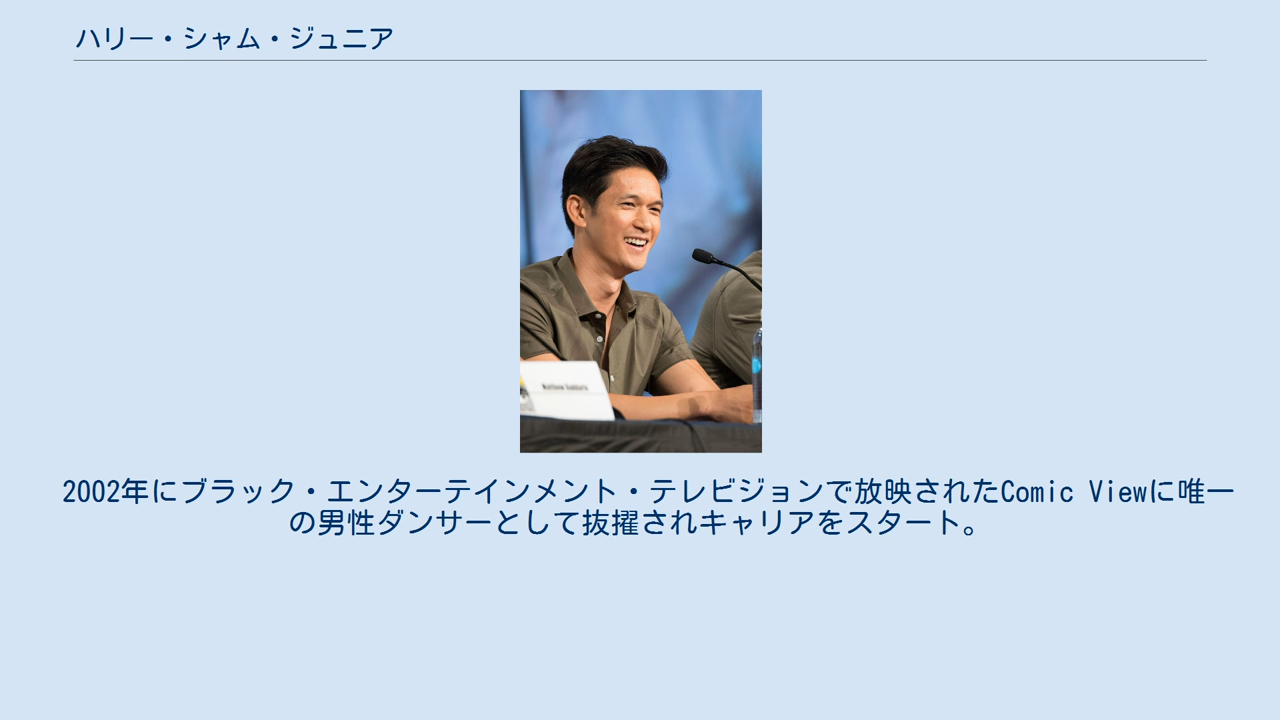 ハリー・シャム・ジュニア
2002年にブラック・エンターテインメント・テレビジョンで放映されたComic Viewに唯一
の男性ダンサーとして抜擢されキャリアをスタート。